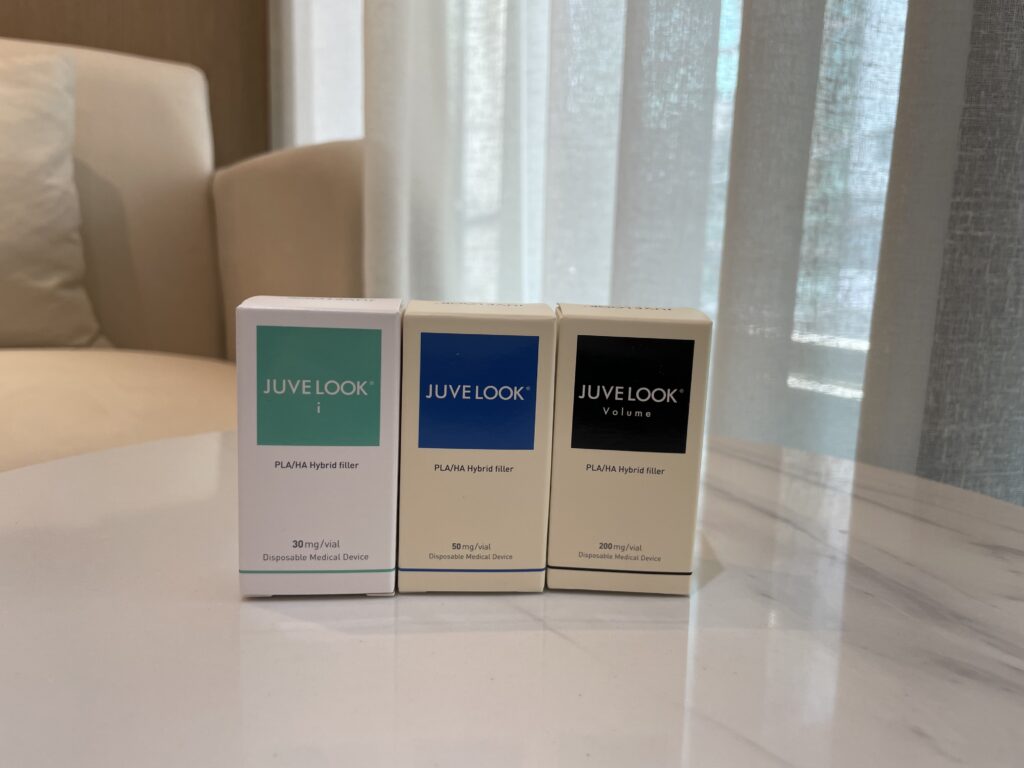 JUVELOOK®
i
PLA/HA Hybrid filler
30mg/vial
Disposable Medical Device
JUVELOOK®
PLA/HA Hybrid filler
50mg/vial
Disposable Medical Device
JUVELOOK®
Volume
PLA/HA Hybrid filler
200mg/vial
Disposable Medical Device